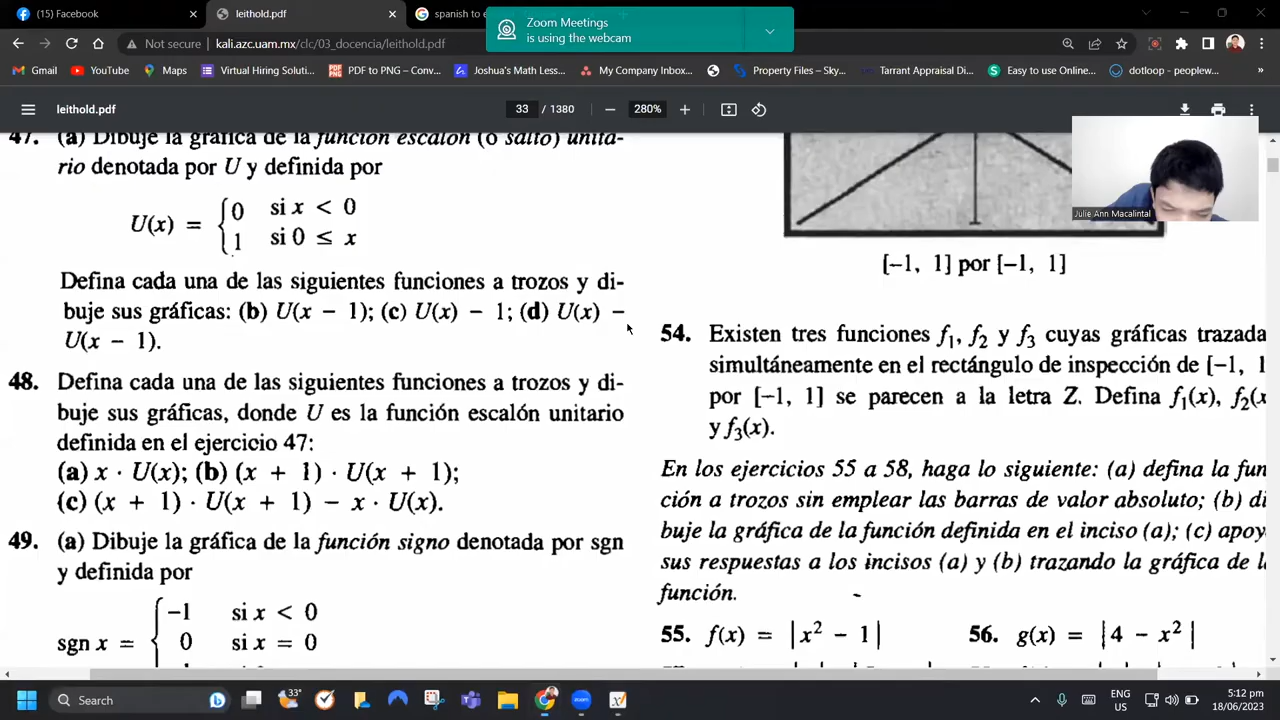 (15) Facebook
leithold.pdf
spanish to e
Zoom Meetings
is using the webcam
Not secure
kali.azc.uam.mx/clc/03_docencia/leithold.pdf
Gmail
YouTube
Maps
Virtual Hiring Soluti...
PDF to PNG – Conv...
Joshua's Math Less...
My Company Inbox...
Property Files – Sky...
Tarrant Appraisal Di...
Easy to use Online...
dotloop - peoplew...
leithold.pdf
33 / 1380
280%
47. (a) Dibuje la gráfica de la función escalón (o salto) unita-
rio denotada por U y definida por
U(x) = { 0 si x < 0
1 si 0 ≤ x
Defina cada una de las siguientes funciones a trozos y di-
buje sus gráficas: (b) U(x − 1); (c) U(x) − 1; (d) U(x) −
U(x − 1).
48. Defina cada una de las siguientes funciones a trozos y di-
buje sus gráficas, donde U es la función escalón unitario
definida en el ejercicio 47:
(a) x · U(x); (b) (x + 1) · U(x + 1);
(c) (x + 1) · U(x + 1) − x · U(x).
49. (a) Dibuje la gráfica de la función signo denotada por sgn
y definida por
sgn x = { −1 si x < 0
0 si x = 0
Julie Ann Macalintal
[−1, 1] por [−1, 1]
54. Existen tres funciones f1, f2 y f3 cuyas gráficas trazada
simultáneamente en el rectángulo de inspección de [−1, 1
por [−1, 1] se parecen a la letra Z. Defina f1(x), f2(x
y f3(x).
En los ejercicios 55 a 58, haga lo siguiente: (a) defina la fun
ción a trozos sin emplear las barras de valor absoluto; (b) di
buje la gráfica de la función definida en el inciso (a); (c) apoy
sus respuestas a los incisos (a) y (b) trazando la gráfica de la
función.
55. f(x) = |x² − 1|
56. g(x) = |4 − x²|
Search
33°
ENG
US
5:12 pm
18/06/2023